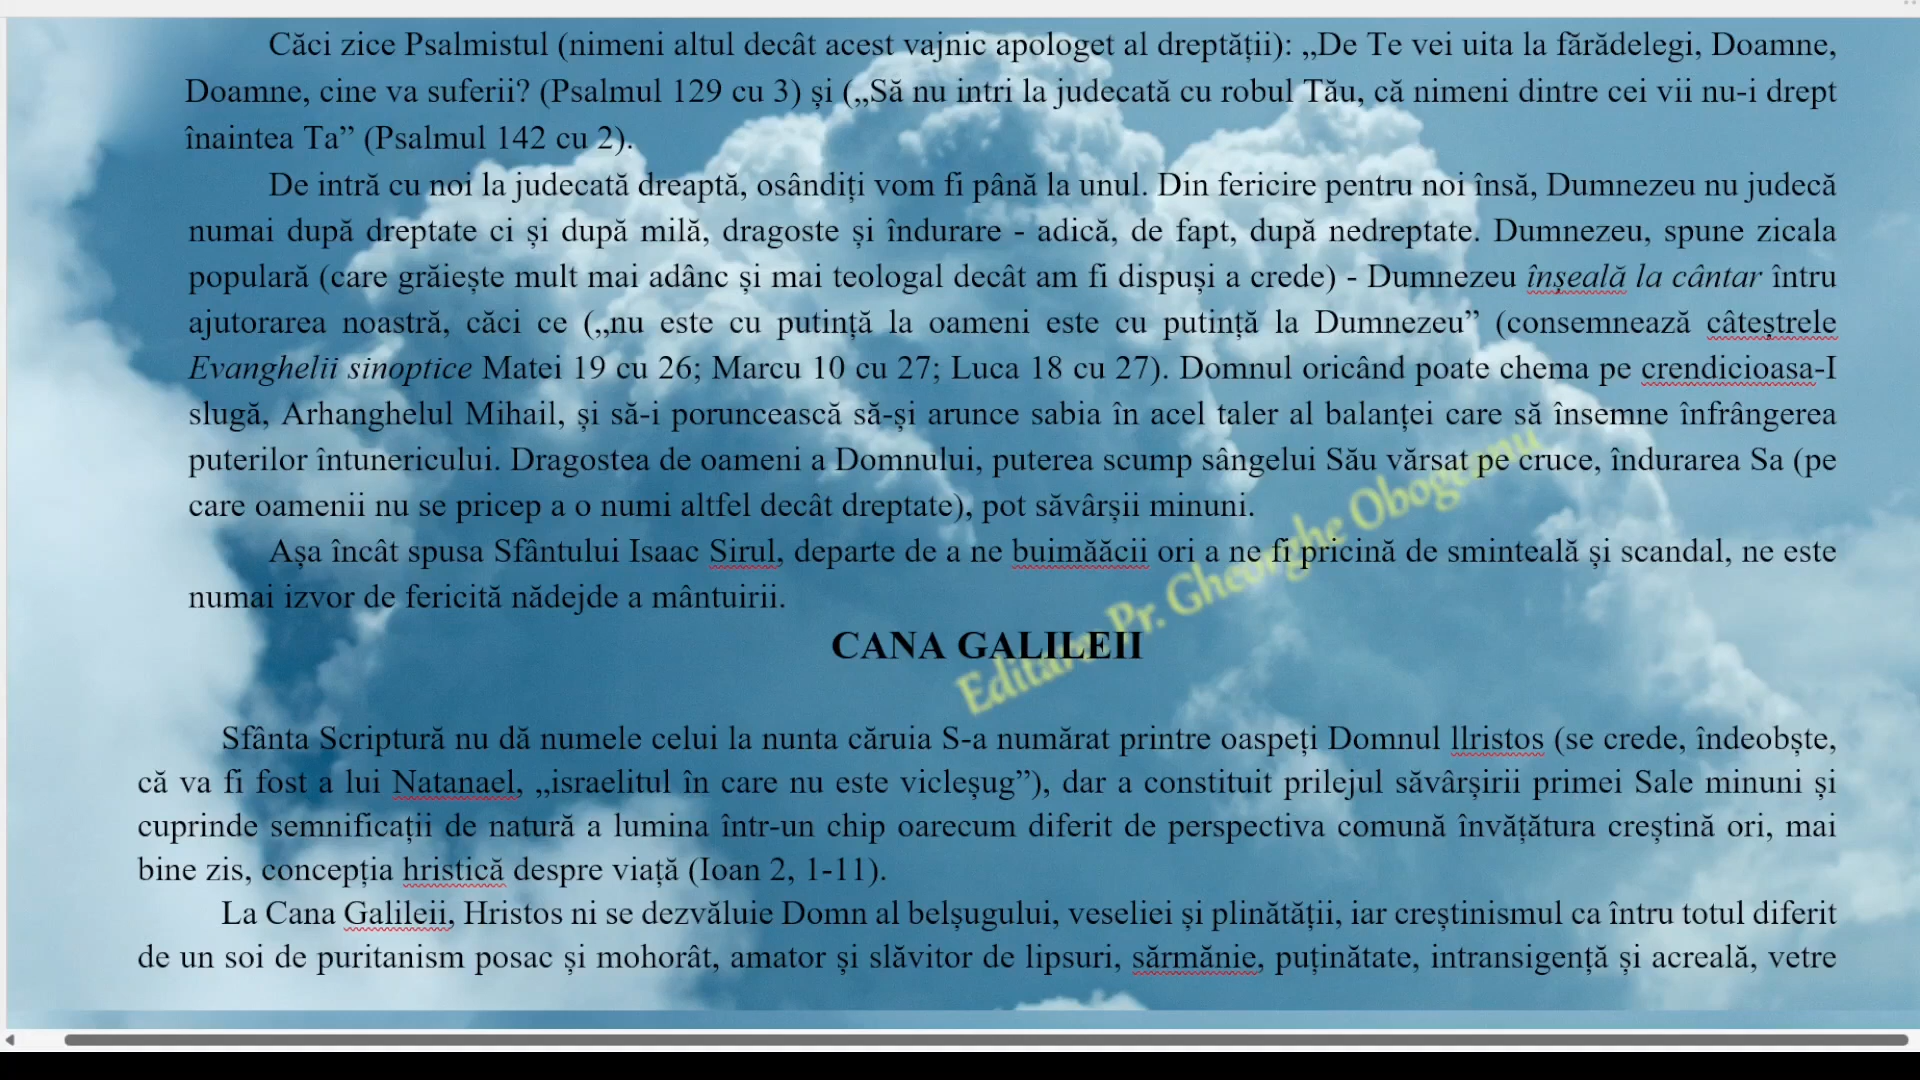 Căci zice Psalmistul (nimeni altul decât acest vajnic apologet al dreptății): „De Te vei uita la fărădelegi, Doamne,
Doamne, cine va suferii? (Psalmul 129 cu 3) și („Să nu intri la judecată cu robul Tău, că nimeni dintre cei vii nu-i drept
înaintea Ta” (Psalmul 142 cu 2).
De intră cu noi la judecată dreaptă, osândiți vom fi până la unul. Din fericire pentru noi însă, Dumnezeu nu judecă
numai după dreptate ci și după milă, dragoste și îndurare - adică, de fapt, după nedreptate. Dumnezeu, spune zicala
populară (care grăiește mult mai adânc și mai teologal decât am fi dispuși a crede) - Dumnezeu înșeală la cântar întru
ajutorarea noastră, căci ce („nu este cu putință la oameni este cu putință la Dumnezeu” (consemnează câteștrele
Evanghelii sinoptice Matei 19 cu 26; Marcu 10 cu 27; Luca 18 cu 27). Domnul oricând poate chema pe crendicioasa-I
slugă, Arhanghelul Mihail, și să-i poruncească să-și arunce sabia în acel taler al balanței care să însemne înfrângerea
puterilor întunericului. Dragostea de oameni a Domnului, puterea scump sângelui Său vărsat pe cruce, îndurarea Sa (pe
care oamenii nu se pricep a o numi altfel decât dreptate), pot săvârșii minuni.
Așa încât spusa Sfântului Isaac Sirul, departe de a ne buimăăcii ori a ne fi pricină de sminteală și scandal, ne este
numai izvor de fericită nădejde a mântuirii.
CANA GALILEII
Editare Pr. Gheorghe Obogeanu
Sfânta Scriptură nu dă numele celui la nunta căruia S-a numărat printre oaspeți Domnul llristos (se crede, îndeobște,
că va fi fost a lui Natanael, „israelitul în care nu este vicleșug”), dar a constituit prilejul săvârșirii primei Sale minuni și
cuprinde semnificații de natură a lumina într-un chip oarecum diferit de perspectiva comună învățătura creștină ori, mai
bine zis, concepția hristică despre viață (Ioan 2, 1-11).
La Cana Galileii, Hristos ni se dezvăluie Domn al belșugului, veseliei și plinătății, iar creștinismul ca întru totul diferit
de un soi de puritanism posac și mohorât, amator și slăvitor de lipsuri, sărmănie, puținătate, intransigență și acreală, vetre